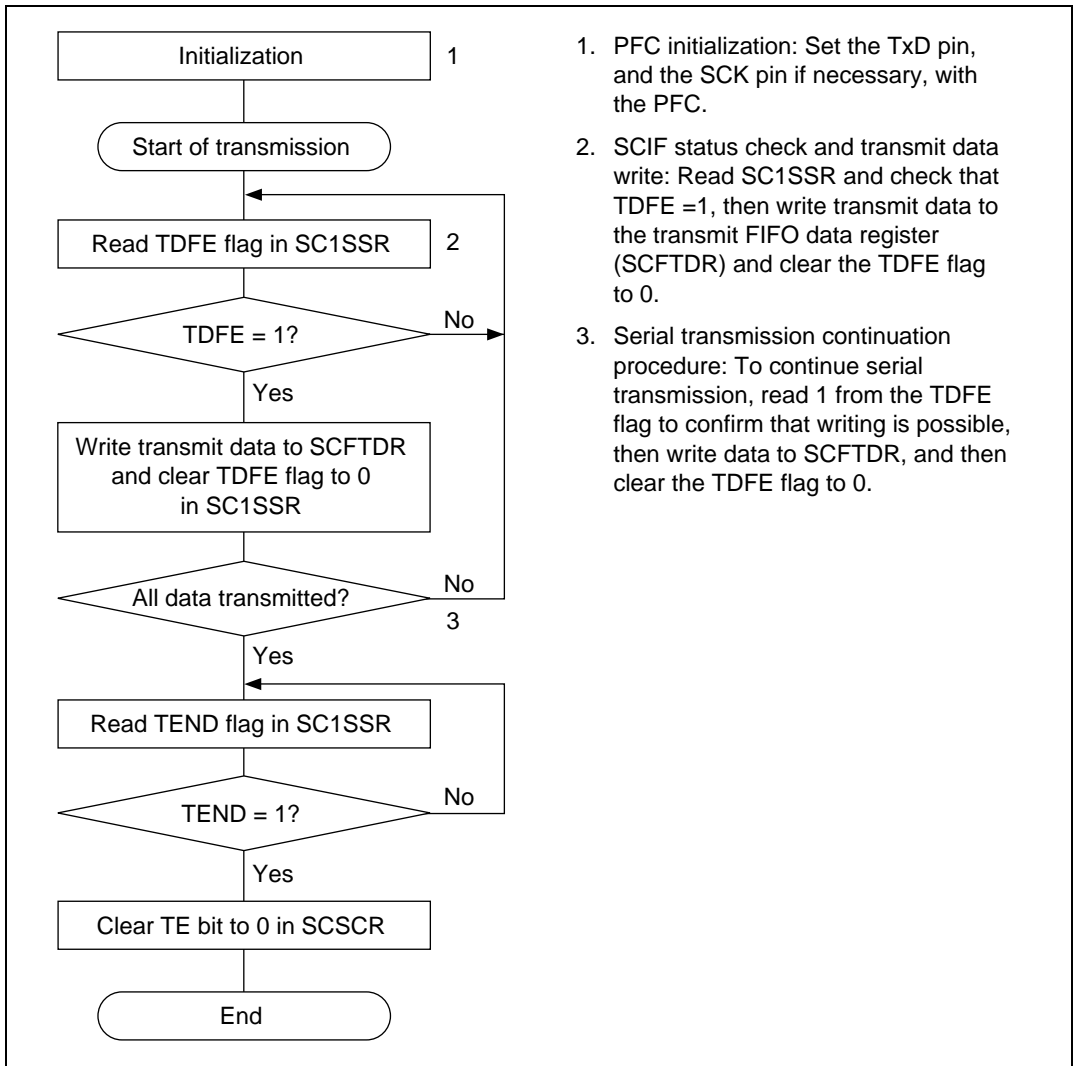 Initialization
1
Start of transmission
Read TDFE flag in SC1SSR
2
TDFE = 1?
No
Yes
Write transmit data to SCFTDR
and clear TDFE flag to 0
in SC1SSR
All data transmitted?
No
3
Yes
Read TEND flag in SC1SSR
TEND = 1?
No
Yes
Clear TE bit to 0 in SCSCR
End
1. PFC initialization: Set the TxD pin,
and the SCK pin if necessary, with
the PFC.
2. SCIF status check and transmit data
write: Read SC1SSR and check that
TDFE =1, then write transmit data to
the transmit FIFO data register
(SCFTDR) and clear the TDFE flag
to 0.
3. Serial transmission continuation
procedure: To continue serial
transmission, read 1 from the TDFE
flag to confirm that writing is possible,
then write data to SCFTDR, and then
clear the TDFE flag to 0.